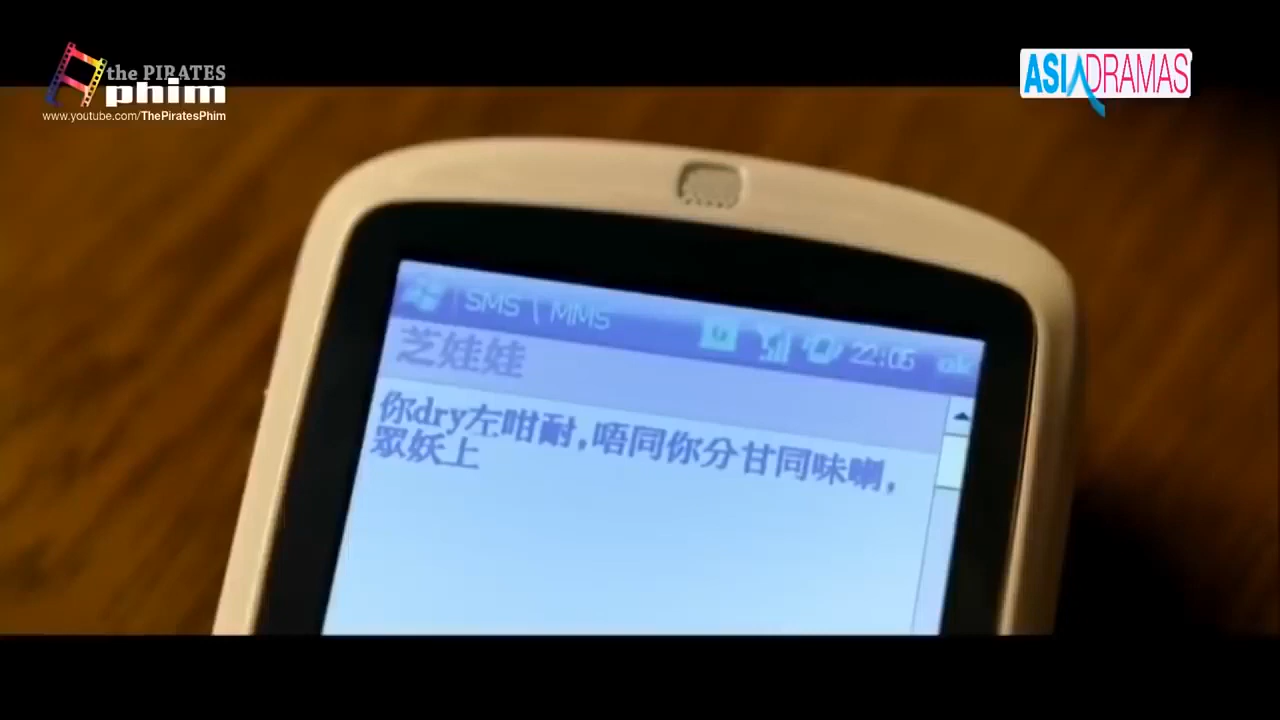 the PIRATES
phim
www.youtube.com/ThePiratesPhim
ASIADRAMAS
SMS \ MMS
22:05
ok
芝娃娃
你dry左咁耐,唔同你分甘同味喇,
眾妖上